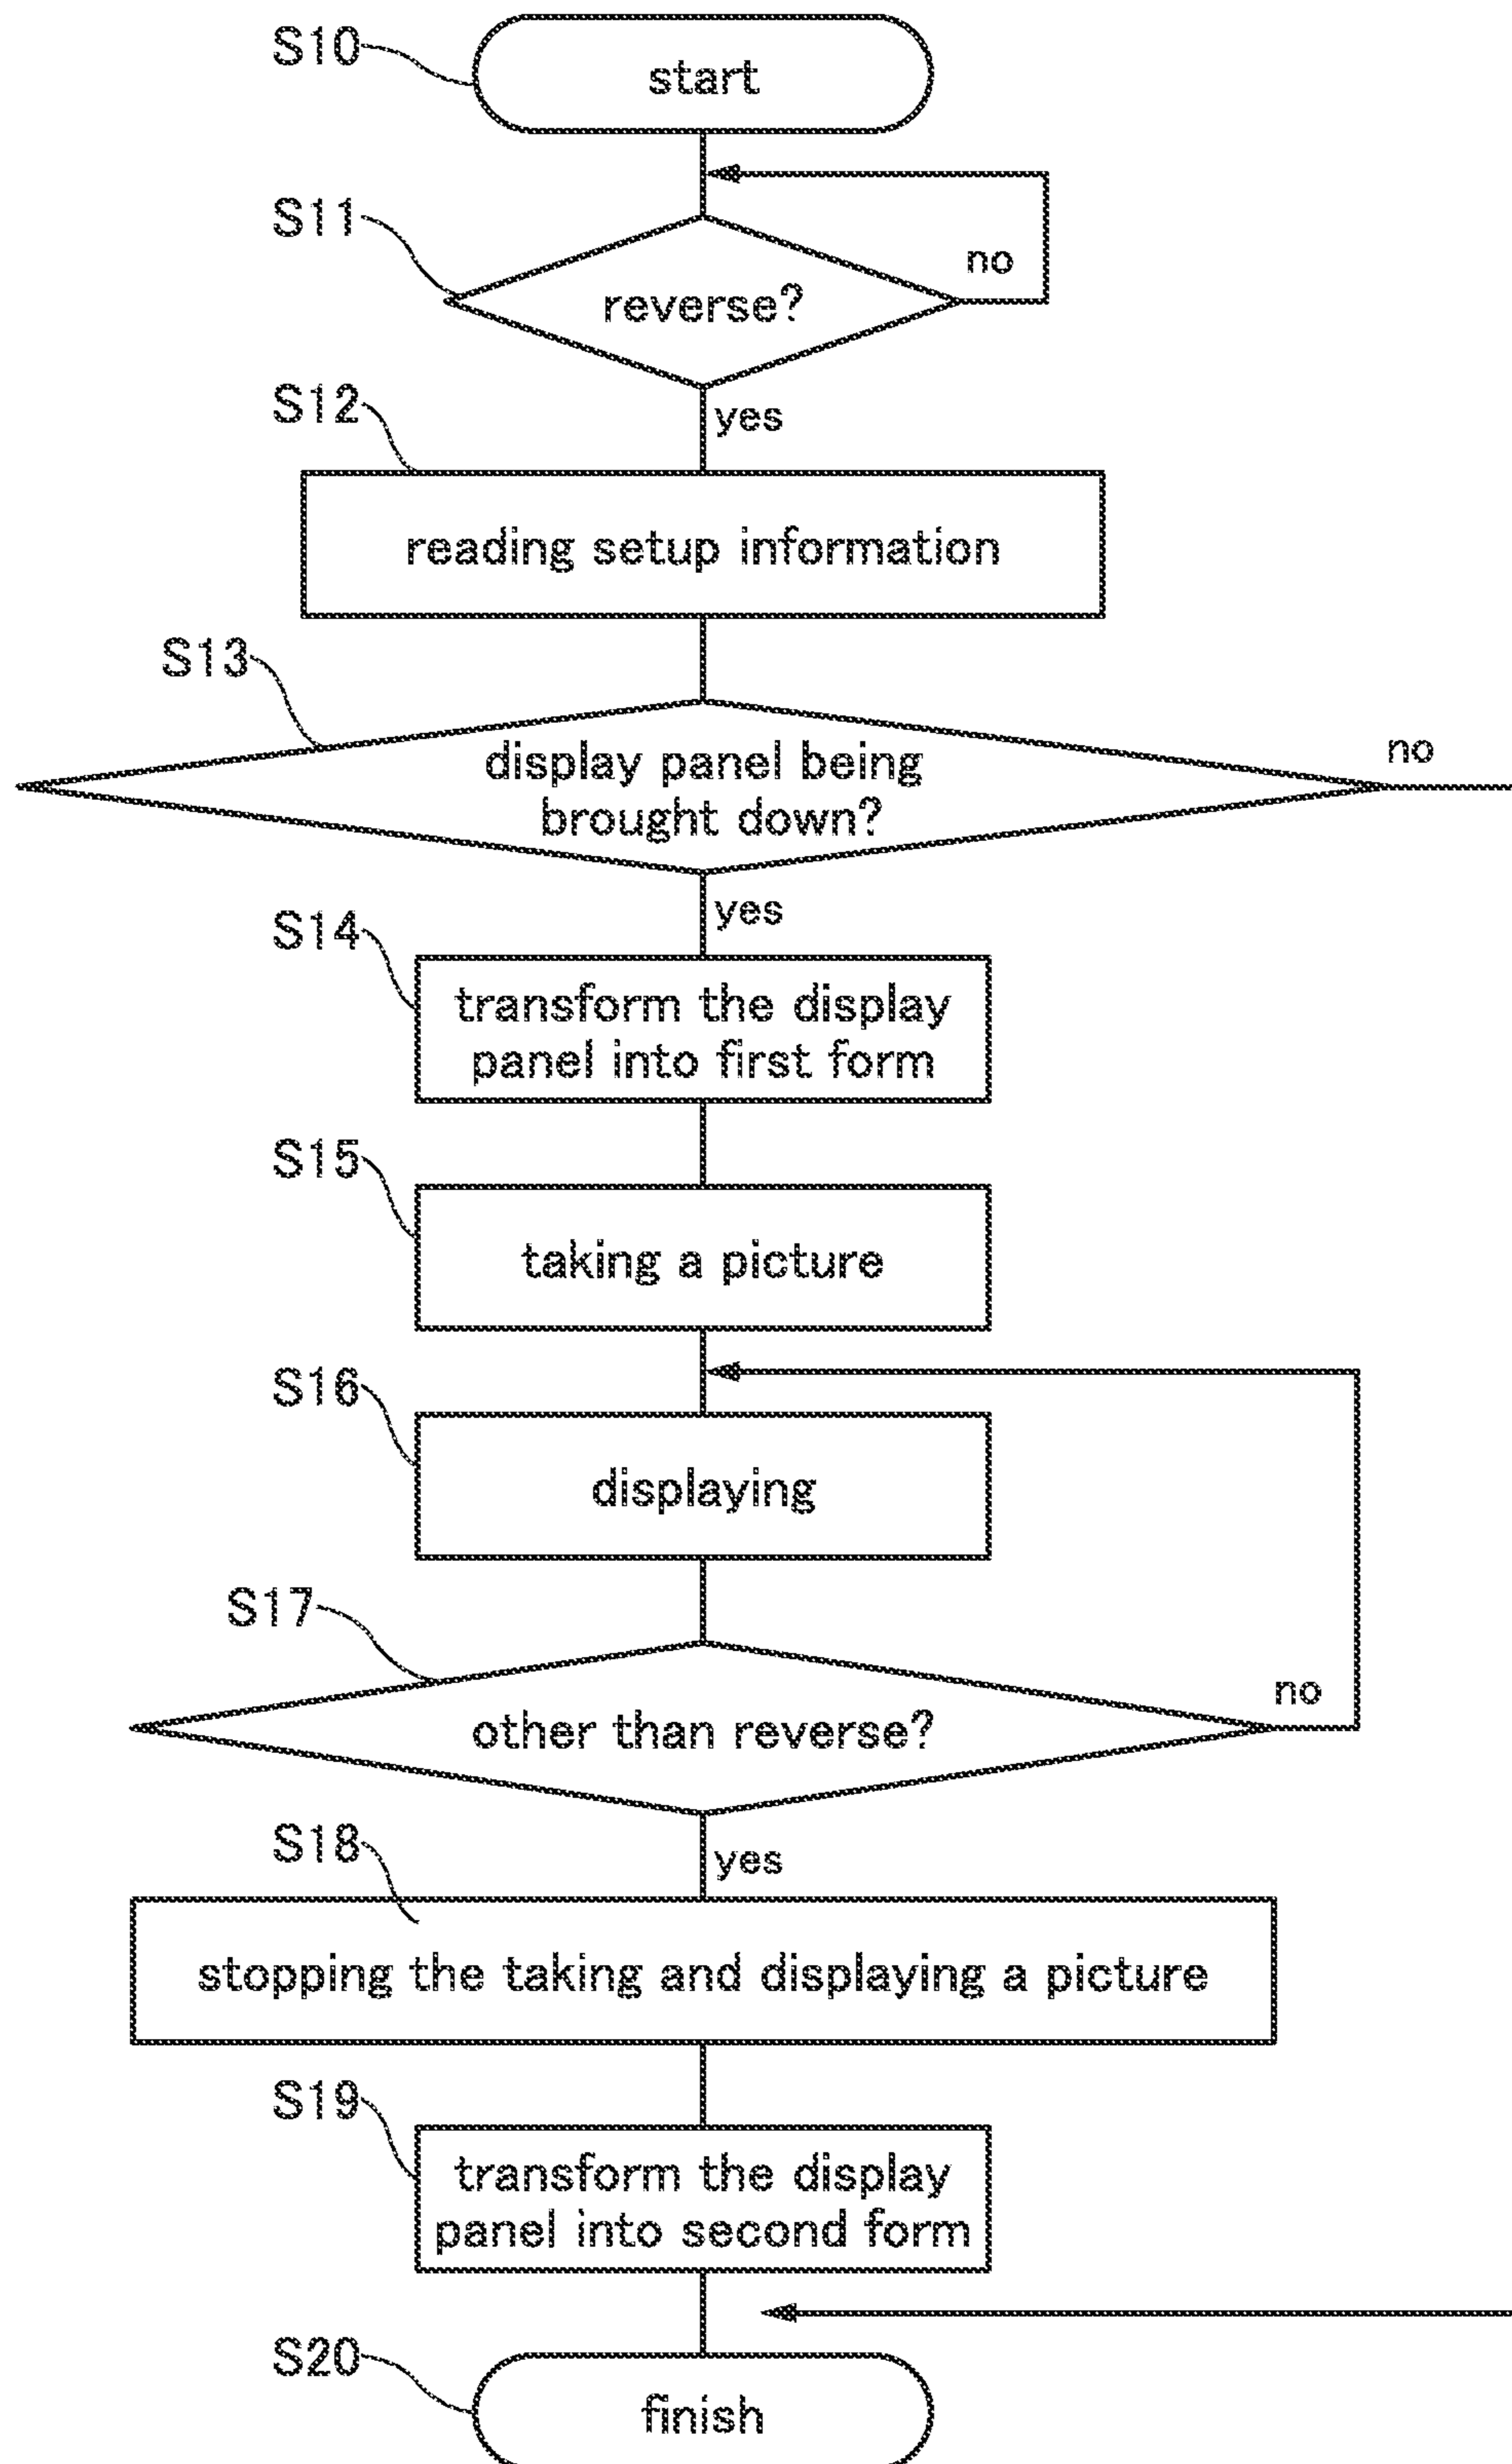 S10
start
S11
reverse?
no
S12
yes
reading setup information
S13
display panel being
brought down?
no
S14
yes
transform the display
panel into first form
S15
taking a picture
S16
displaying
S17
other than reverse?
no
S18
yes
stopping the taking and displaying a picture
S19
transform the display
panel into second form
S20
finish